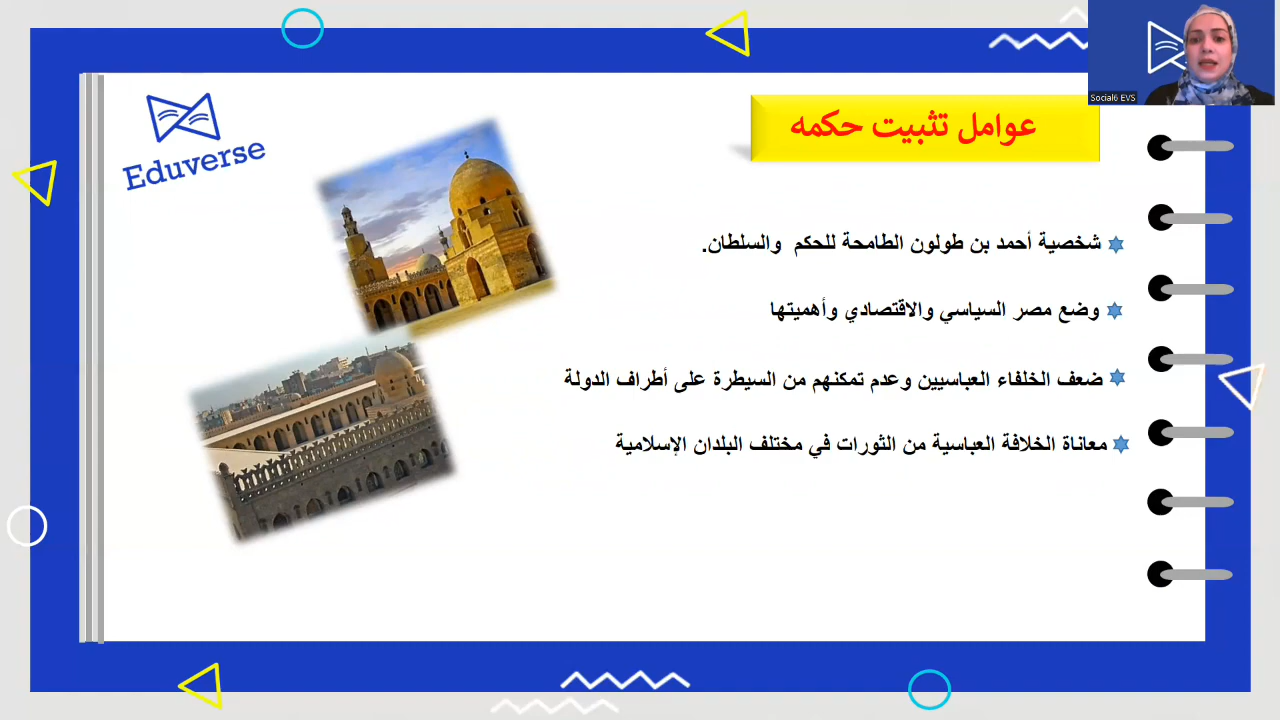 Social6 EVS
Eduverse
عوامل تثبيت حكمه
شخصية أحمد بن طولون الطامحة للحكم والسلطان.
وضع مصر السياسي والاقتصادي وأهميتها
ضعف الخلفاء العباسيين وعدم تمكنهم من السيطرة على أطراف الدولة
معاناة الخلافة العباسية من الثورات في مختلف البلدان الإسلامية